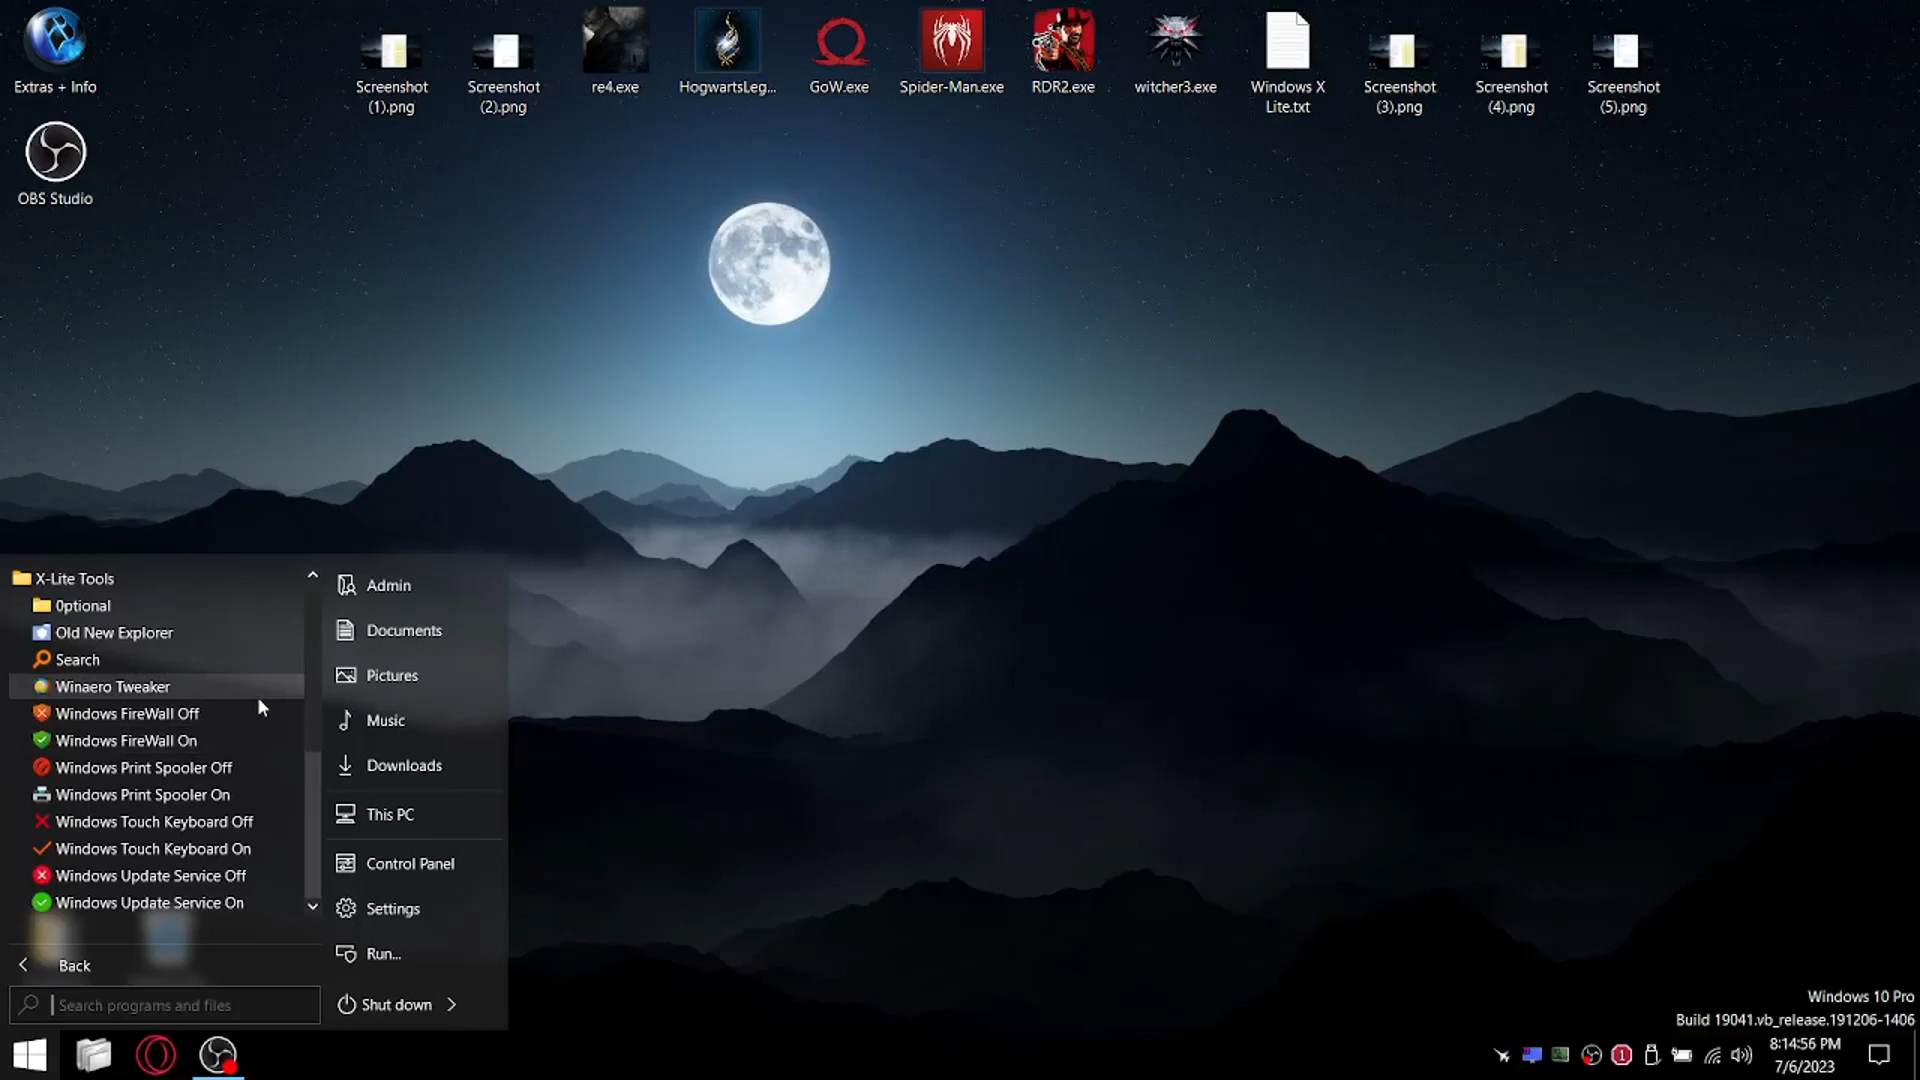 Extras + Info
Screenshot
(1).png
Screenshot
(2).png
re4.exe
HogwartsLeg...
GoW.exe
Spider-Man.exe
RDR2.exe
witcher3.exe
Windows X
Lite.txt
Screenshot
(3).png
Screenshot
(4).png
Screenshot
(5).png
OBS Studio
X-Lite Tools
0ptional
Old New Explorer
Search
Winaero Tweaker
Windows FireWall Off
Windows FireWall On
Windows Print Spooler Off
Windows Print Spooler On
Windows Touch Keyboard Off
Windows Touch Keyboard On
Windows Update Service Off
Windows Update Service On
Back
Search programs and files
Admin
Documents
Pictures
Music
Downloads
This PC
Control Panel
Settings
Run...
Shut down
Windows 10 Pro
Build 19041.vb_release.191206-1406
1
8:14:56 PM
7/6/2023